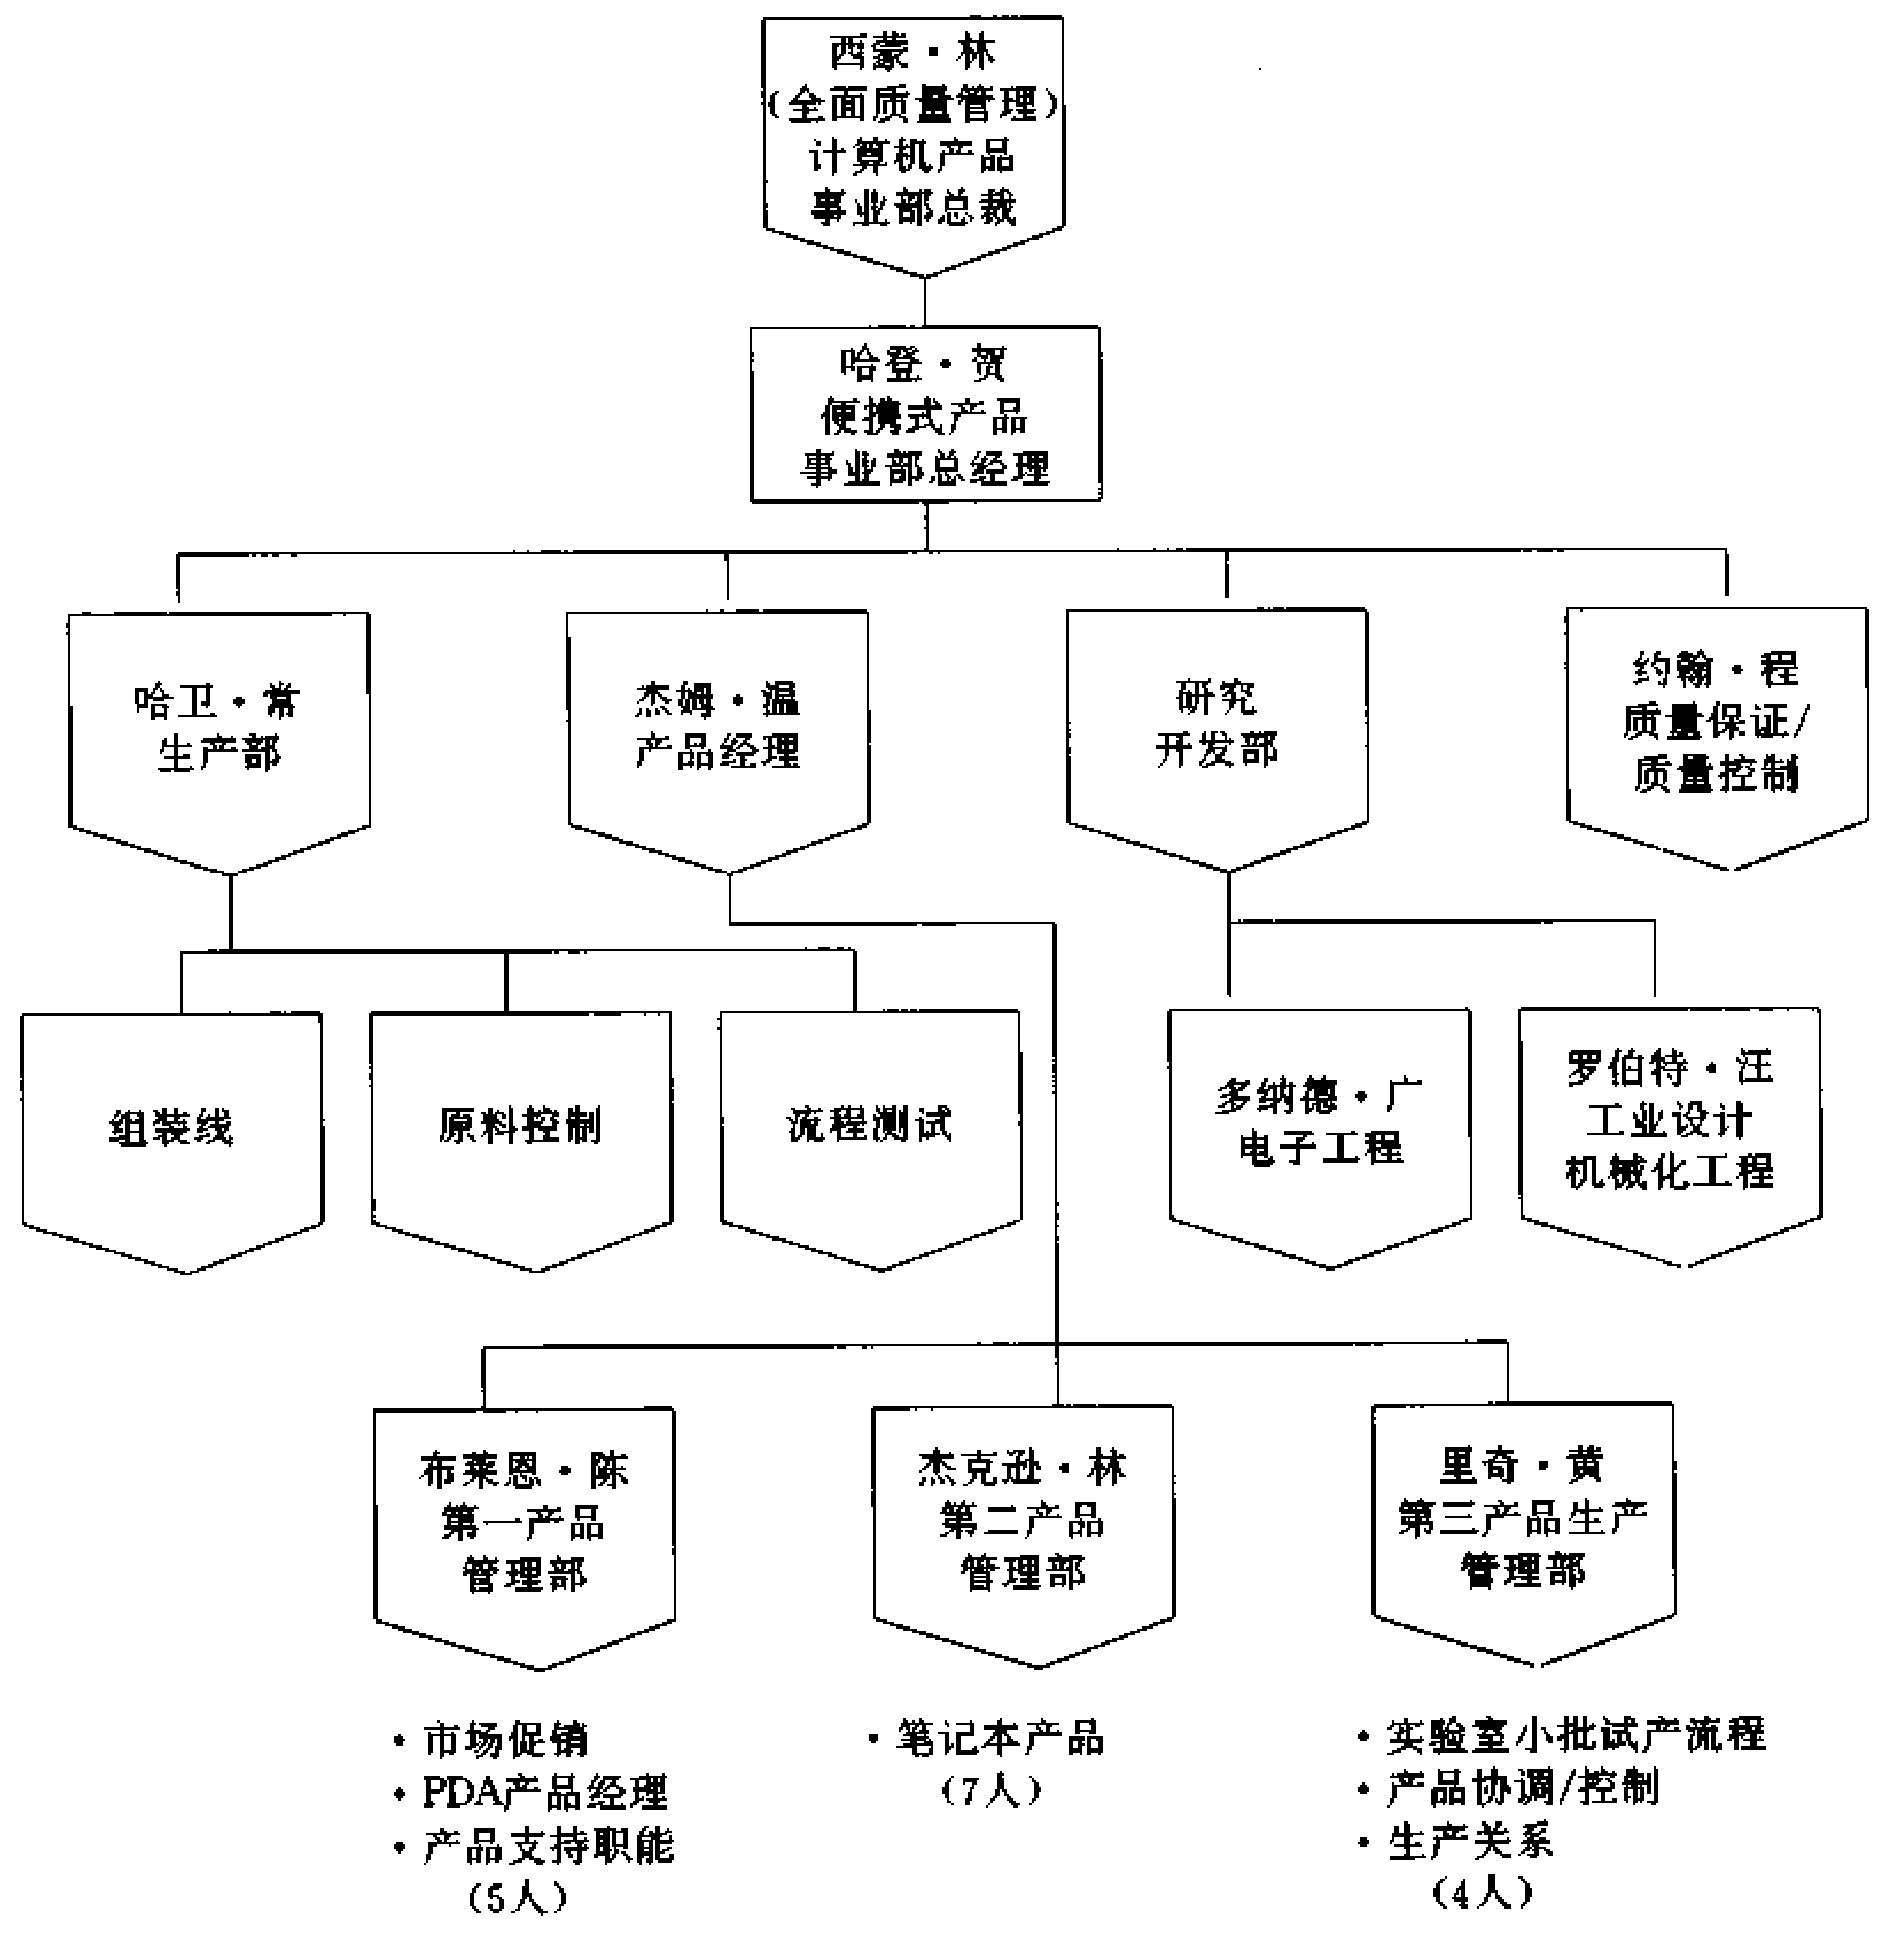 西蒙·林
(全面质量管理)
计算机产品
事业部总裁
哈登·贺
便携式产品
事业部总经理
哈卫·常
生产部
杰姆·温
产品经理
研究
开发部
约翰·程
质量保证/
质量控制
组装线
原料控制
流程测试
多纳德·广
电子工程
罗伯特·汪
工业设计
机械化工程
布莱恩·陈
第一产品
管理部
杰克逊·林
第二产品
管理部
里奇·黄
第三产品生产
管理部
·市场促销
·PDA产品经理
·产品支持职能
(5人)
·笔记本产品
(7人)
·实验室小批试产流程
·产品协调/控制
·生产关系
(4人)